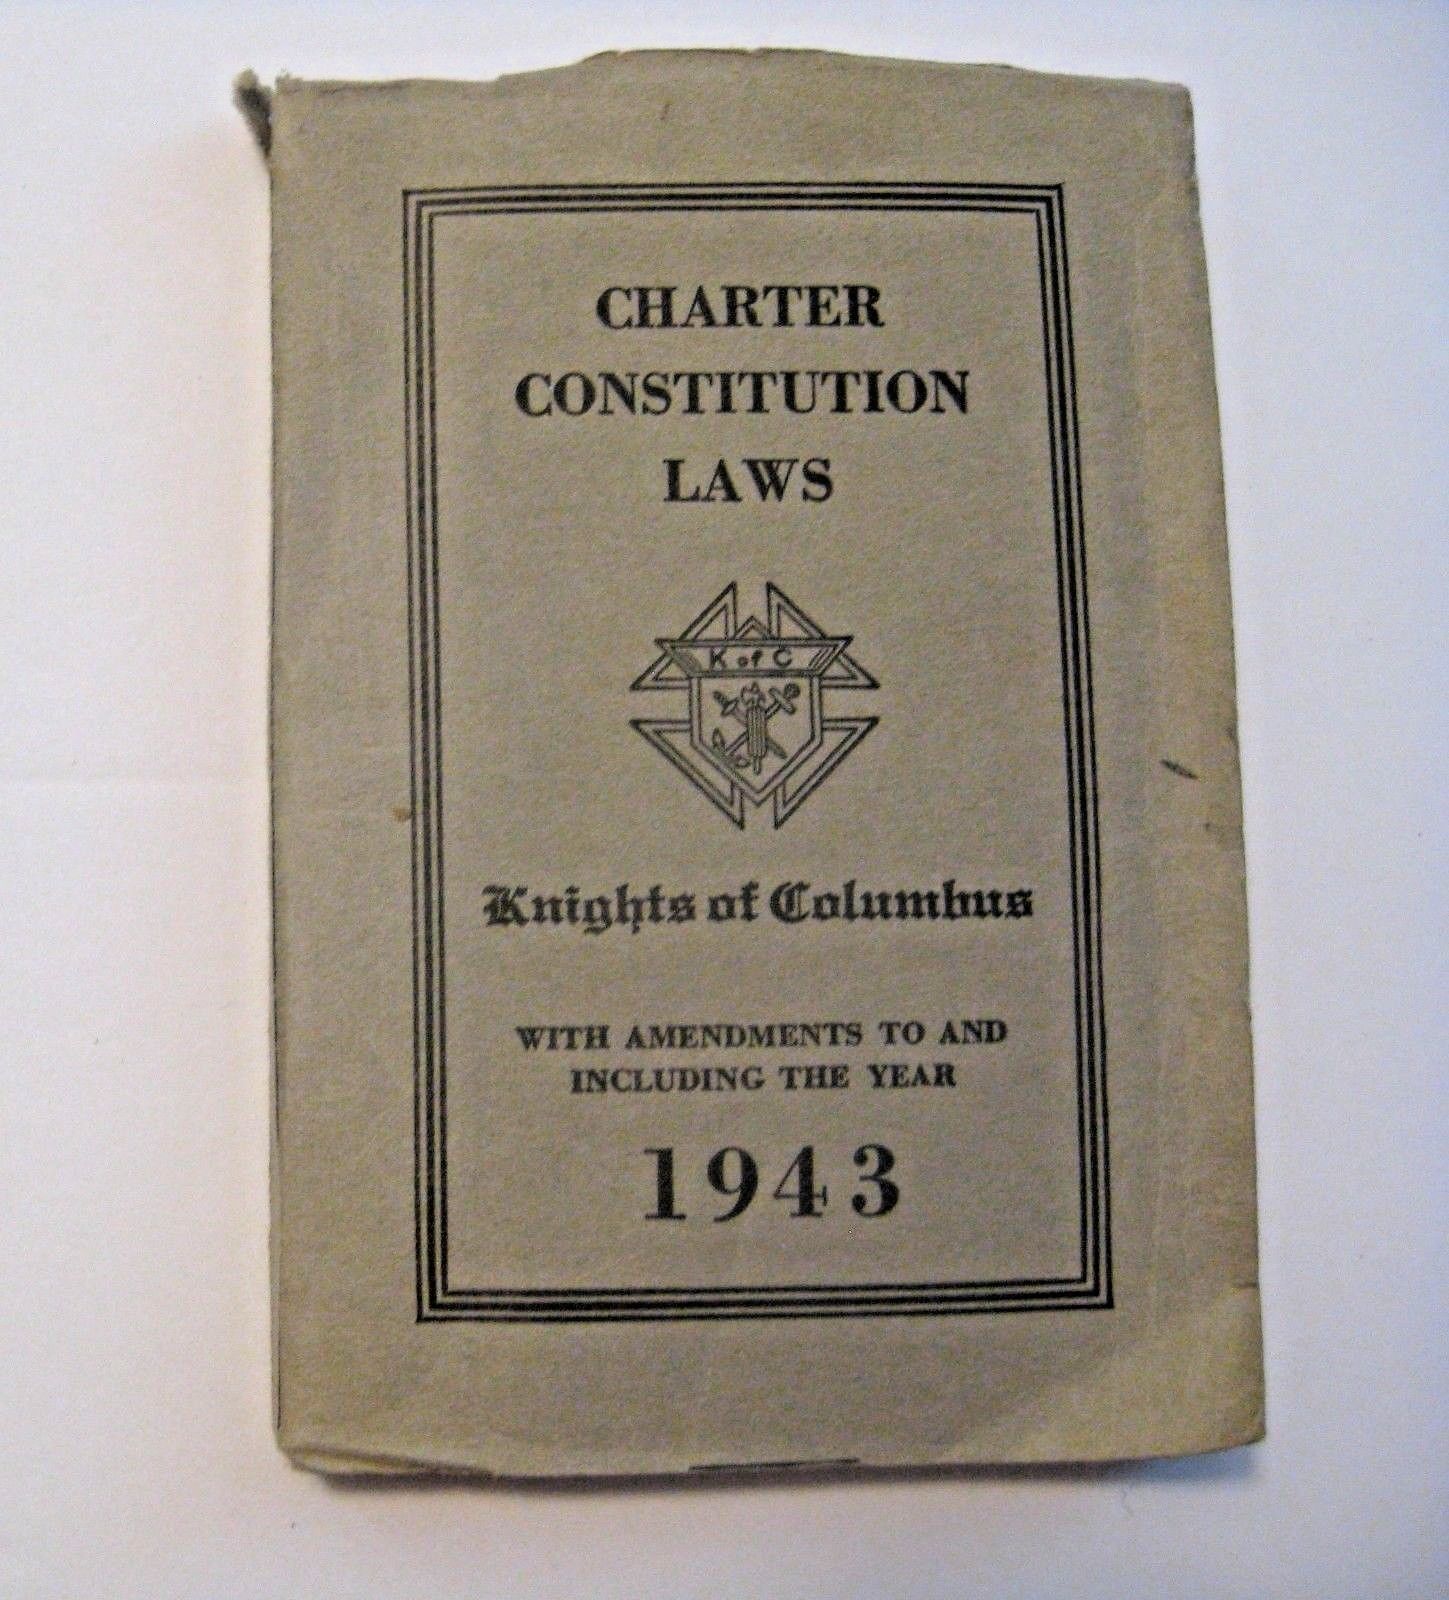 CHARTER
CONSTITUTION
LAWS
K of C
Knights of Columbus
WITH AMENDMENTS TO AND
INCLUDING THE YEAR
1943